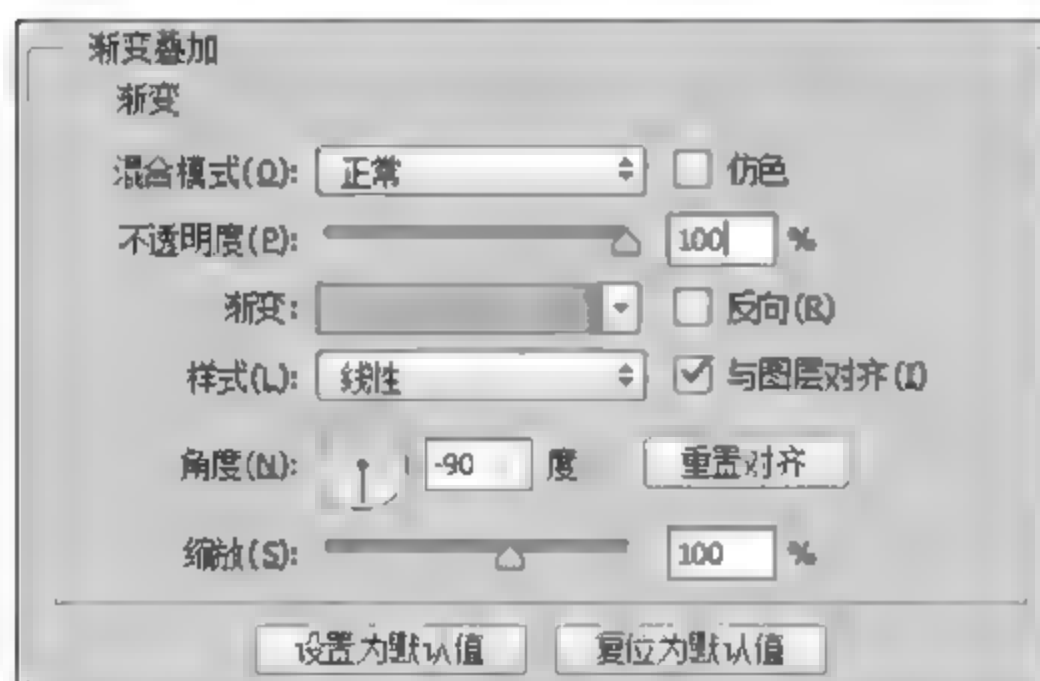 渐变叠加
渐变
混合模式(O): 正常 仿色
不透明度(P): 100 %
渐变: 反向(R)
样式(L): 线性 与图层对齐(I)
角度(N): -90 度 重置对齐
缩放(S): 100 %
设置为默认值 复位为默认值